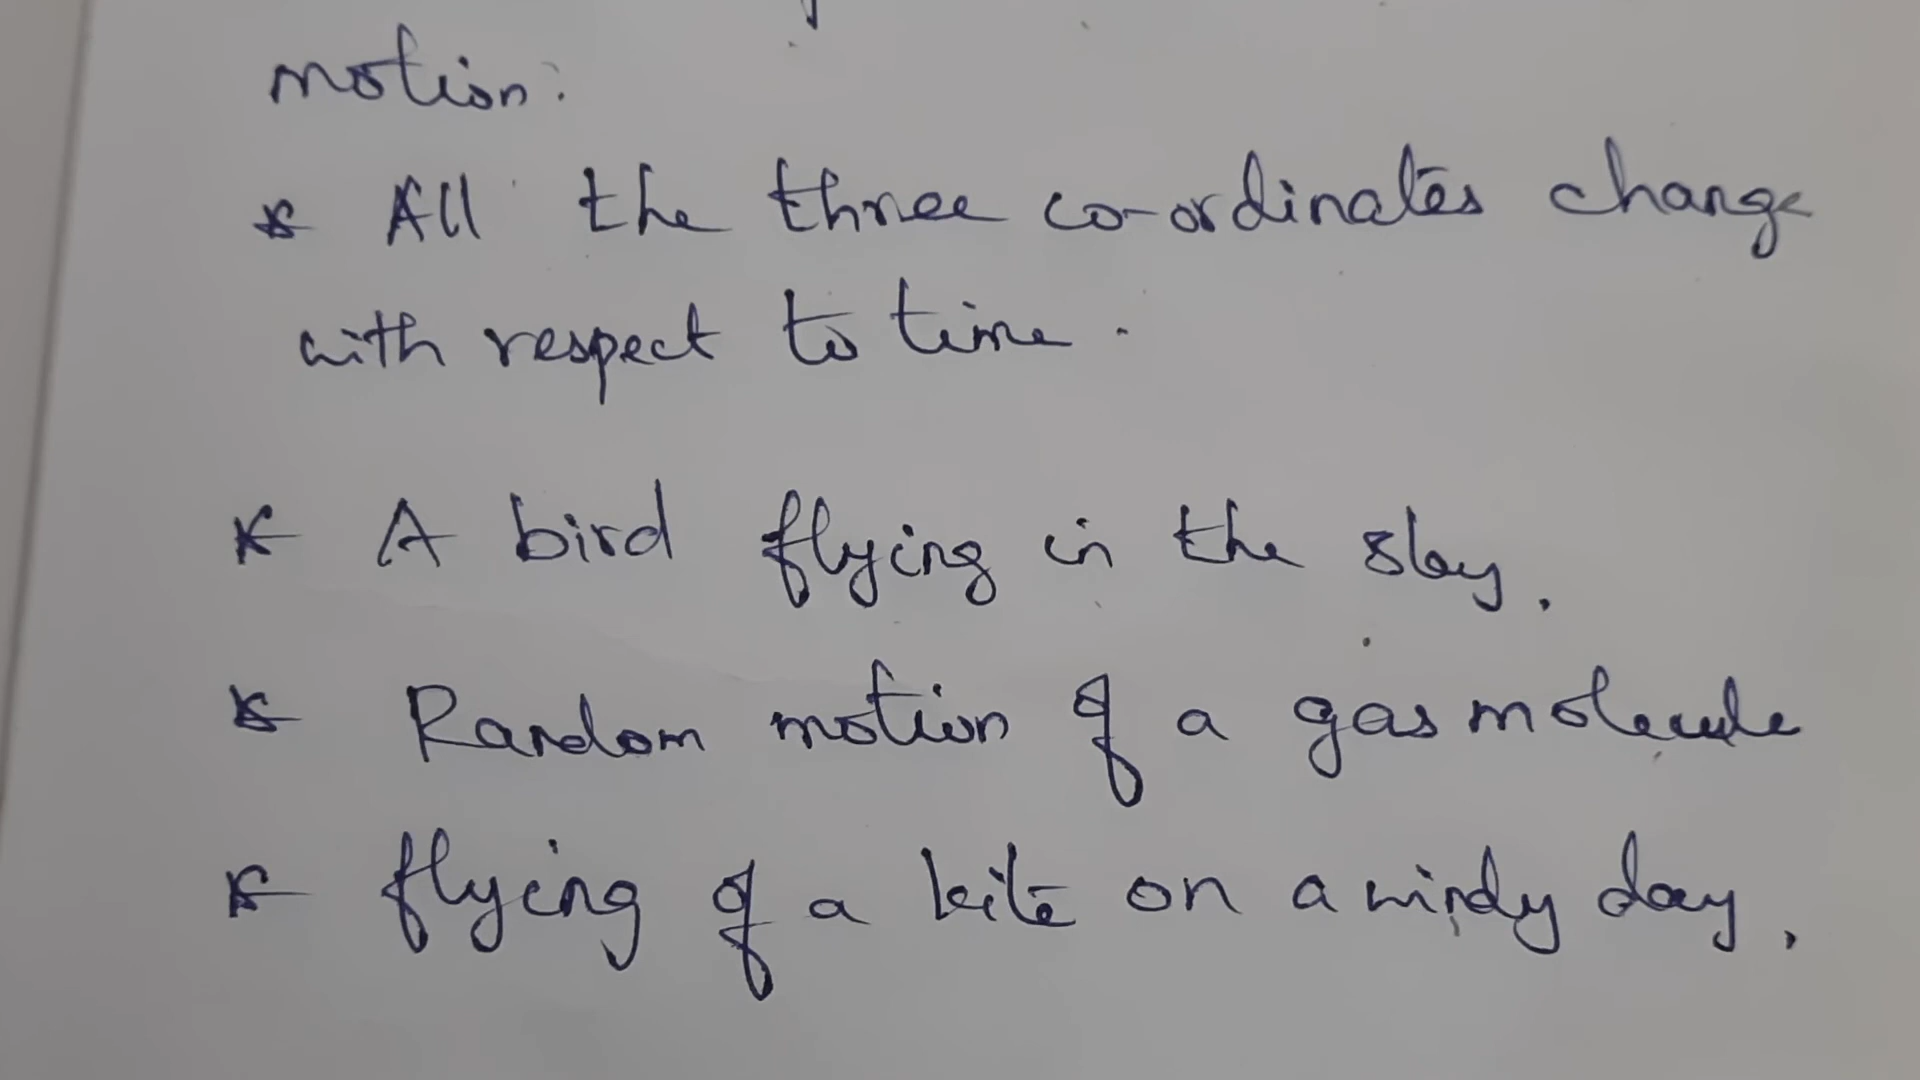 motion:
* All the three co-ordinates change
with respect to time.
* A bird flying in the sky.
* Random motion of a gas molecule
* flying of a kite on a windy day.